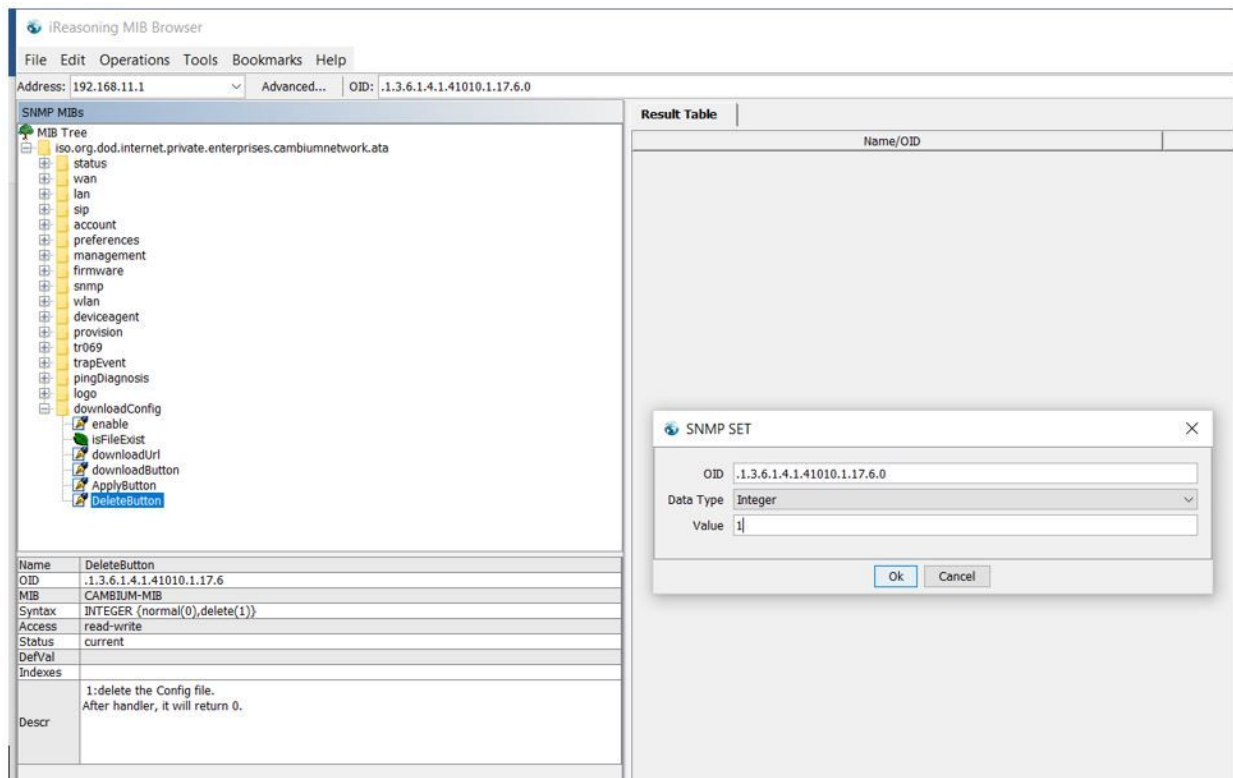 iReasoning MIB Browser
File Edit Operations Tools Bookmarks Help
Address: 192.168.11.1 Advanced... OID: .1.3.6.1.4.1.41010.1.17.6.0
SNMP MIBs
MIB Tree
iso.org.dod.internet.private.enterprises.cambiumnetwork.ata
status
wan
lan
sip
account
preferences
management
firmware
snmp
wlan
deviceagent
provision
tr069
trapEvent
pingDiagnosis
logo
downloadConfig
enable
isFileExist
downloadUrl
downloadButton
ApplyButton
DeleteButton
Name DeleteButton
OID .1.3.6.1.4.1.41010.1.17.6
MIB CAMBIUM-MIB
Syntax INTEGER {normal(0),delete(1)}
Access read-write
Status current
DefVal
Indexes
Descr 1:delete the Config file.
After handler, it will return 0.
Result Table
Name/OID
SNMP SET
OID .1.3.6.1.4.1.41010.1.17.6.0
Data Type Integer
Value 1
Ok Cancel